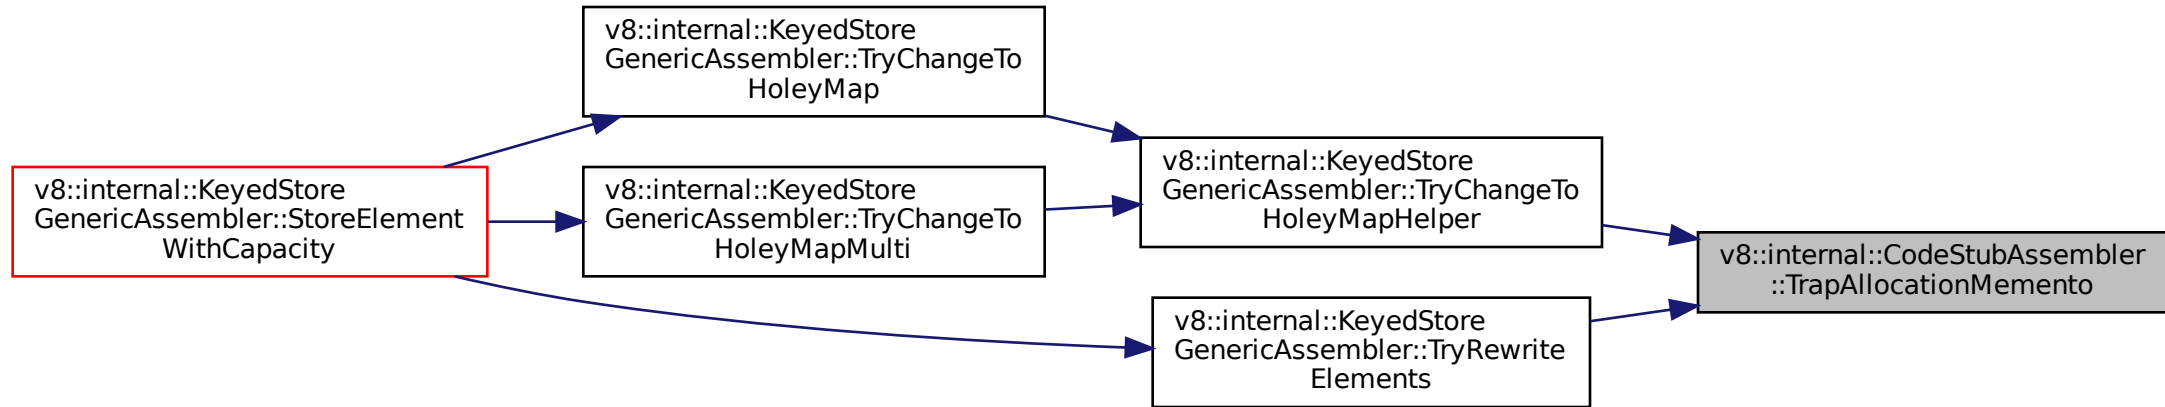 v8::internal::KeyedStore
GenericAssembler::TryChangeTo
HoleyMap
v8::internal::KeyedStore
GenericAssembler::StoreElement
WithCapacity
v8::internal::KeyedStore
GenericAssembler::TryChangeTo
HoleyMapMulti
v8::internal::KeyedStore
GenericAssembler::TryChangeTo
HoleyMapHelper
v8::internal::CodeStubAssembler
::TrapAllocationMemento
v8::internal::KeyedStore
GenericAssembler::TryRewrite
Elements